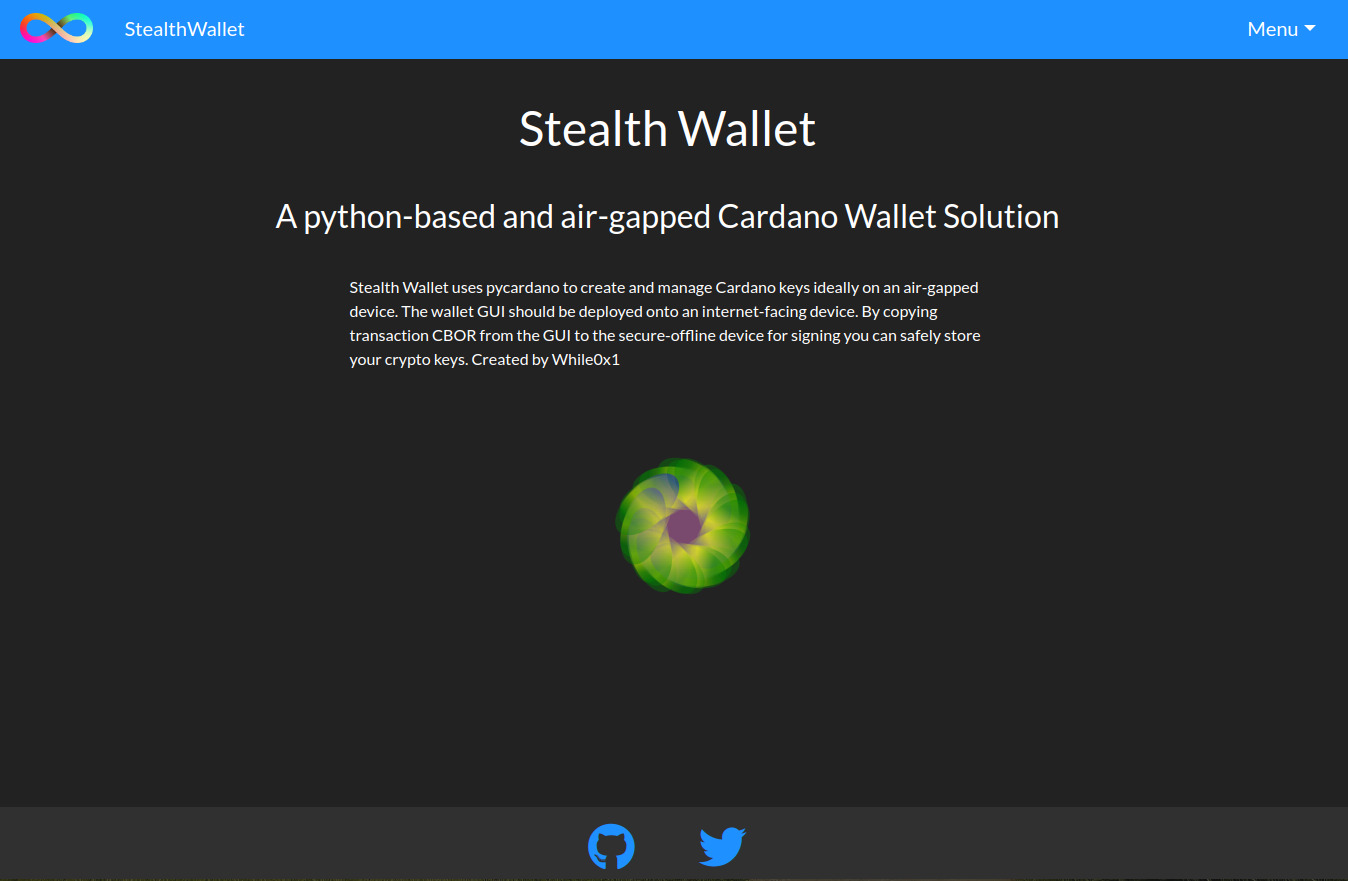 StealthWallet
Menu
Stealth Wallet
A python-based and air-gapped Cardano Wallet Solution
Stealth Wallet uses pycardano to create and manage Cardano keys ideally on an air-gapped
device. The wallet GUI should be deployed onto an internet-facing device. By copying
transaction CBOR from the GUI to the secure-offline device for signing you can safely store
your crypto keys. Created by While0x1